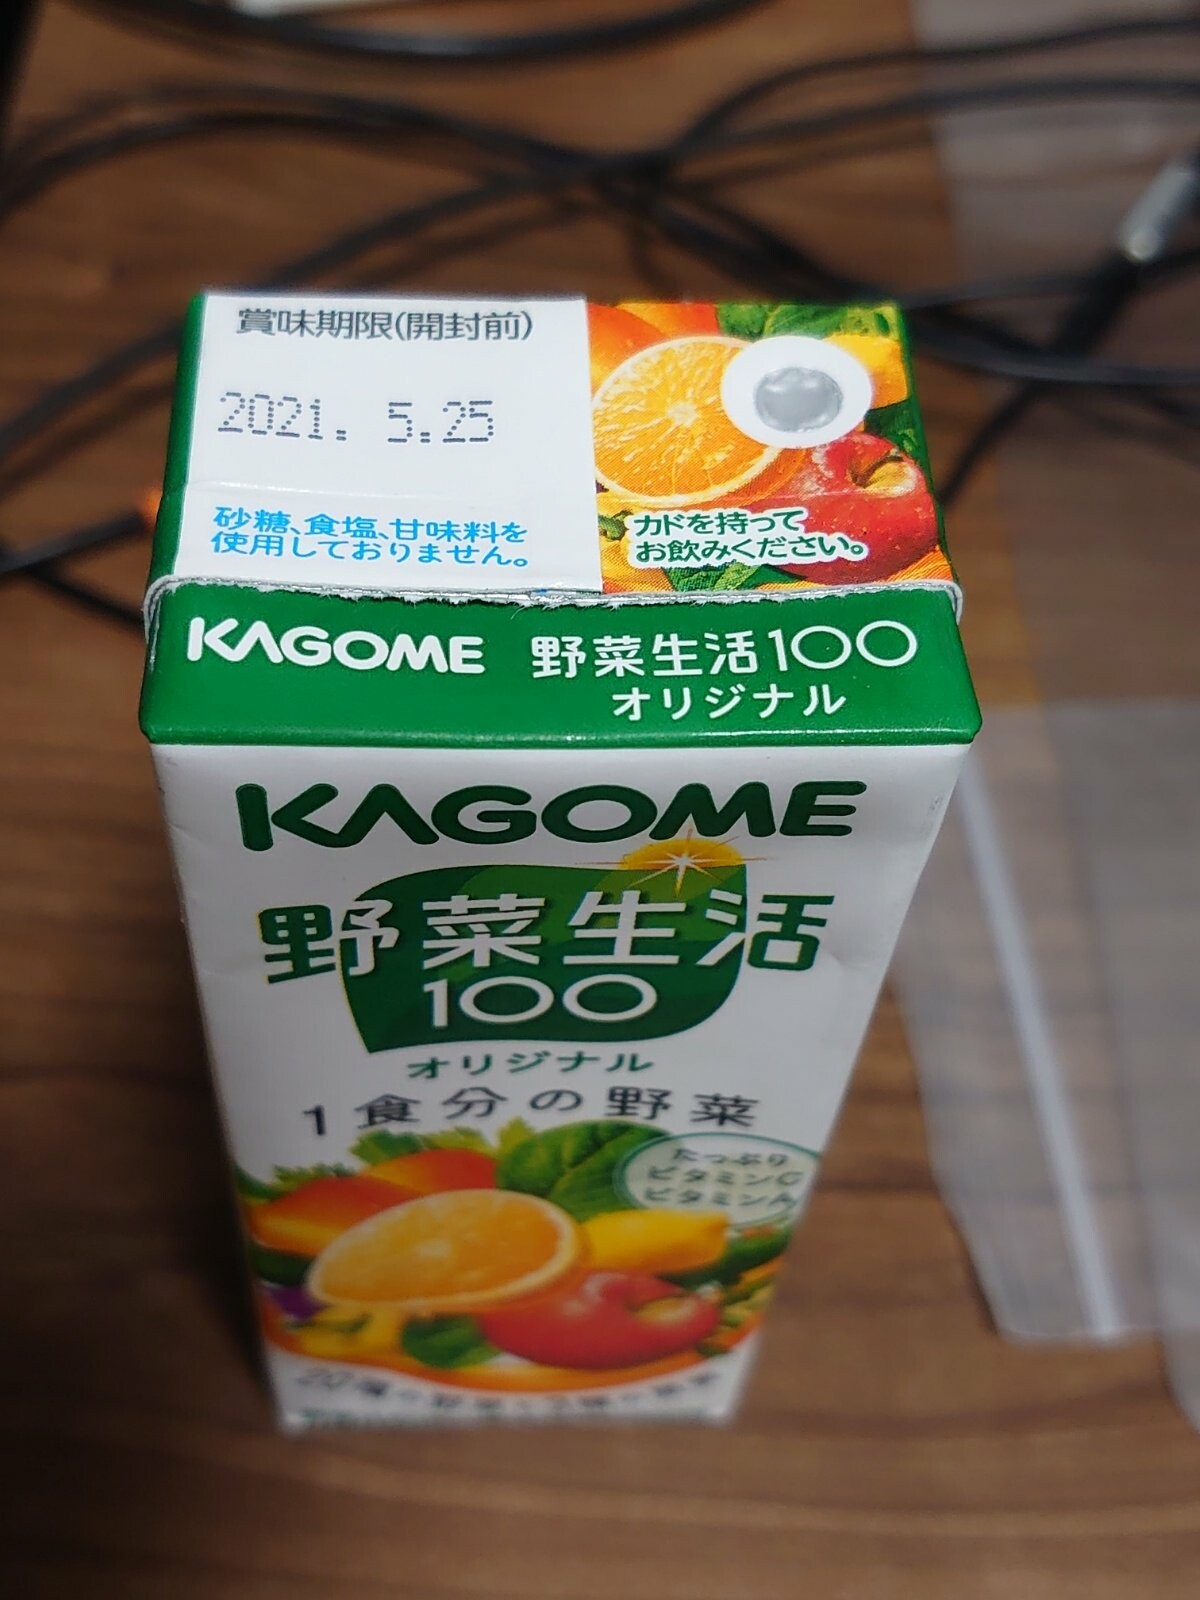 賞味期限(開封前)
2021. 5.25
砂糖、食塩、甘味料を
使用しておりません。
カドを持って
お飲みください。
KAGOME 野菜生活100
オリジナル
KAGOME
野菜生活
100
オリジナル
1食分の野菜
たっぷり
ビタミンC
ビタミンA